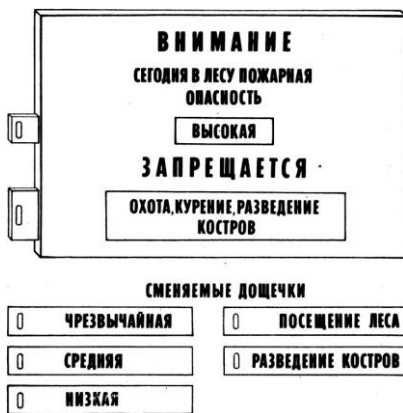 ВНИМАНИЕ
СЕГОДНЯ В ЛЕСУ ПОЖАРНАЯ
ОПАСНОСТЬ
ВЫСОКАЯ
ЗАПРЕЩАЕТСЯ
ОХОТА,КУРЕНИЕ,РАЗВЕДЕНИЕ
КОСТРОВ
СМЕНЯЕМЫЕ ДОЩЕЧКИ
ЧРЕЗВЫЧАЙНАЯ
ПОСЕЩЕНИЕ ЛЕСА
СРЕДНЯЯ
РАЗВЕДЕНИЕ КОСТРОВ
НИЗКАЯ